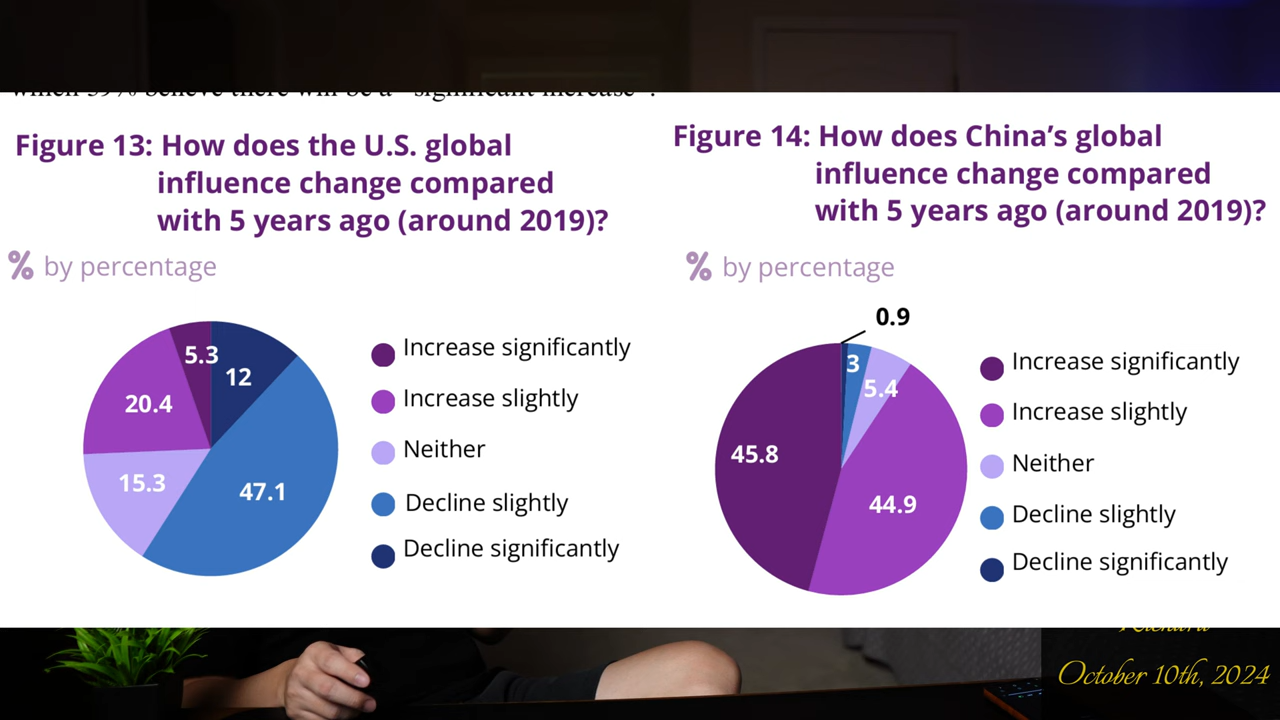 Figure 13: How does the U.S. global
influence change compared
with 5 years ago (around 2019)?
% by percentage
5.3
12
20.4
15.3
47.1
Increase significantly
Increase slightly
Neither
Decline slightly
Decline significantly
Figure 14: How does China’s global
influence change compared
with 5 years ago (around 2019)?
% by percentage
0.9
3
5.4
45.8
44.9
Increase significantly
Increase slightly
Neither
Decline slightly
Decline significantly
October 10th, 2024